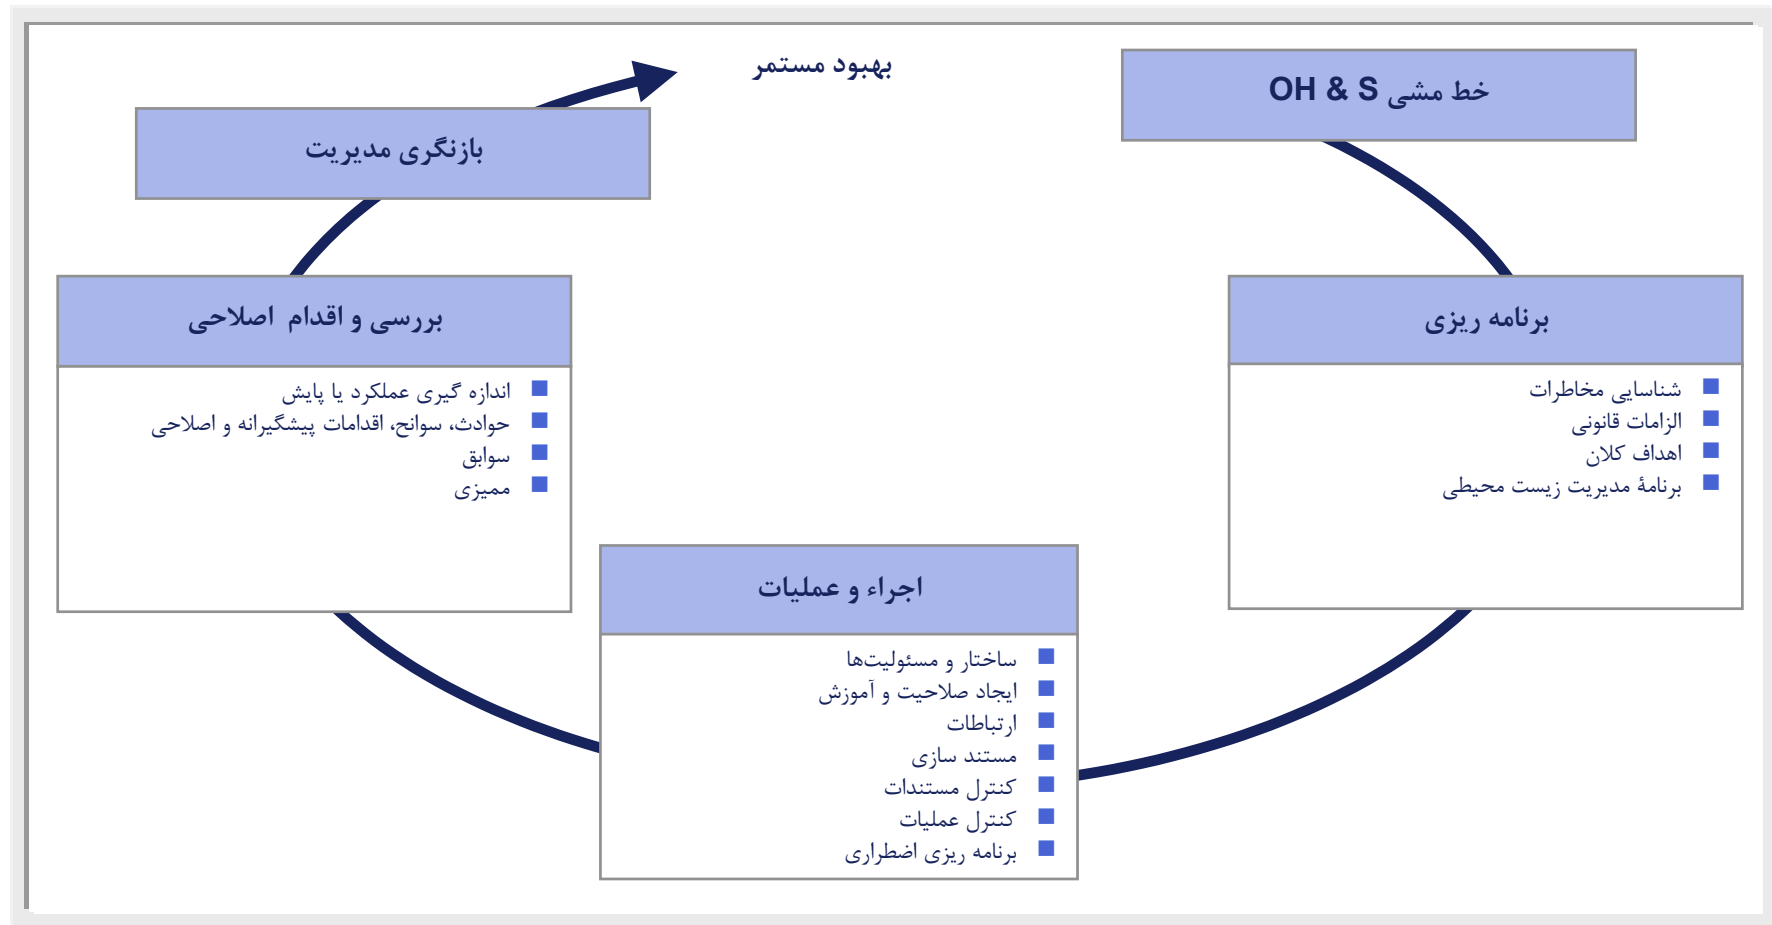 خط مشی OH & S
بهبود مستمر
بازنگری مدیریت
برنامه ریزی
شناسایی مخاطرات
الزامات قانونی
اهداف کلان
برنامۀ مدیریت زیست محیطی
بررسی و اقدام اصلاحی
اندازه گیری عملکرد یا پایش
حوادث، سوانح، اقدامات پیشگیرانه و اصلاحی
سوابق
ممیزی
اجراء و عملیات
ساختار و مسئولیت‌ها
ایجاد صلاحیت و آموزش
ارتباطات
مستند سازی
کنترل مستندات
کنترل عملیات
برنامه ریزی اضطراری